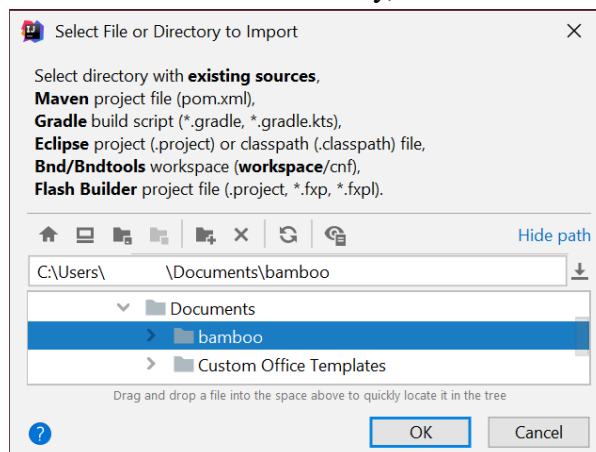 Select File or Directory to Import
Select directory with existing sources,
Maven project file (pom.xml),
Gradle build script (*.gradle, *.gradle.kts),
Eclipse project (.project) or classpath (.classpath) file,
Bnd/Bndtools workspace (workspace/cnf),
Flash Builder project file (.project, *.fxp, *.fxpl).
Hide path
C:\Users\ \Documents\bamboo
Documents
bamboo
Custom Office Templates
Drag and drop a file into the space above to quickly locate it in the tree
? OK Cancel